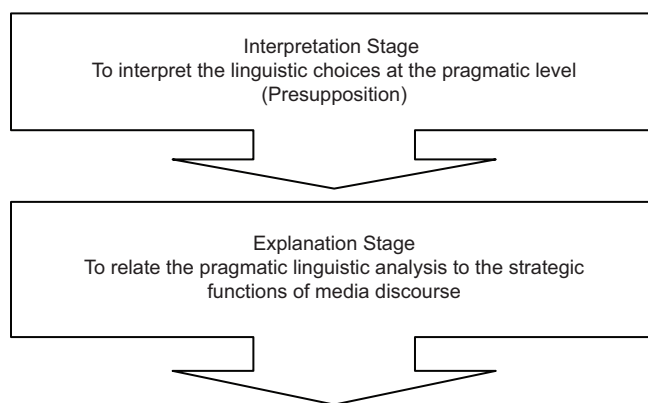 Interpretation Stage
To interpret the linguistic choices at the pragmatic level
(Presupposition)
Explanation Stage
To relate the pragmatic linguistic analysis to the strategic
functions of media discourse